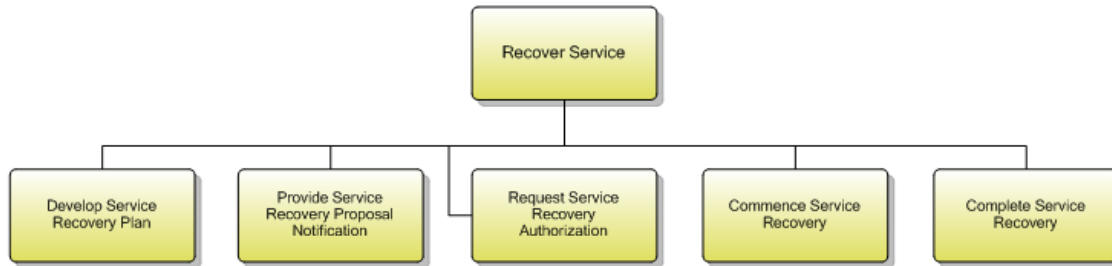 Recover Service
Develop Service
Recovery Plan
Provide Service
Recovery Proposal
Notification
Request Service
Recovery
Authorization
Commence Service
Recovery
Complete Service
Recovery